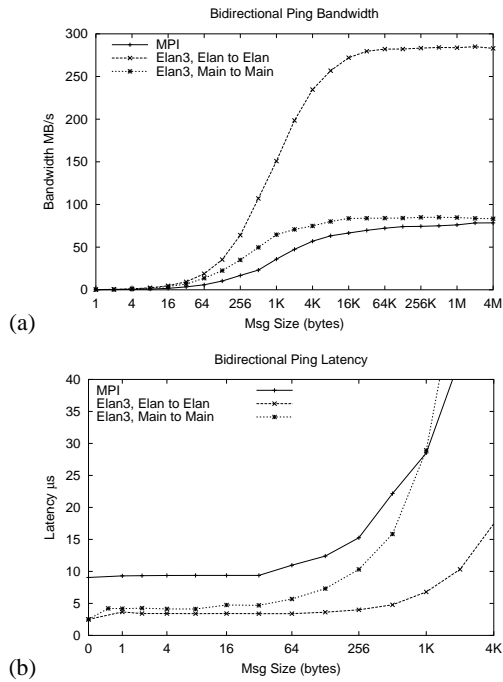 Bidirectional Ping Bandwidth
300
250
200
150
100
50
0
Bandwidth MB/s
MPI
Elan3, Elan to Elan
Elan3, Main to Main
1 4 16 64 256 1K 4K 16K 64K 256K 1M 4M
Msg Size (bytes)
(a)
Bidirectional Ping Latency
40
35
30
25
20
15
10
5
0
Latency µs
MPI
Elan3, Elan to Elan
Elan3, Main to Main
0 1 4 16 64 256 1K 4K
Msg Size (bytes)
(b)